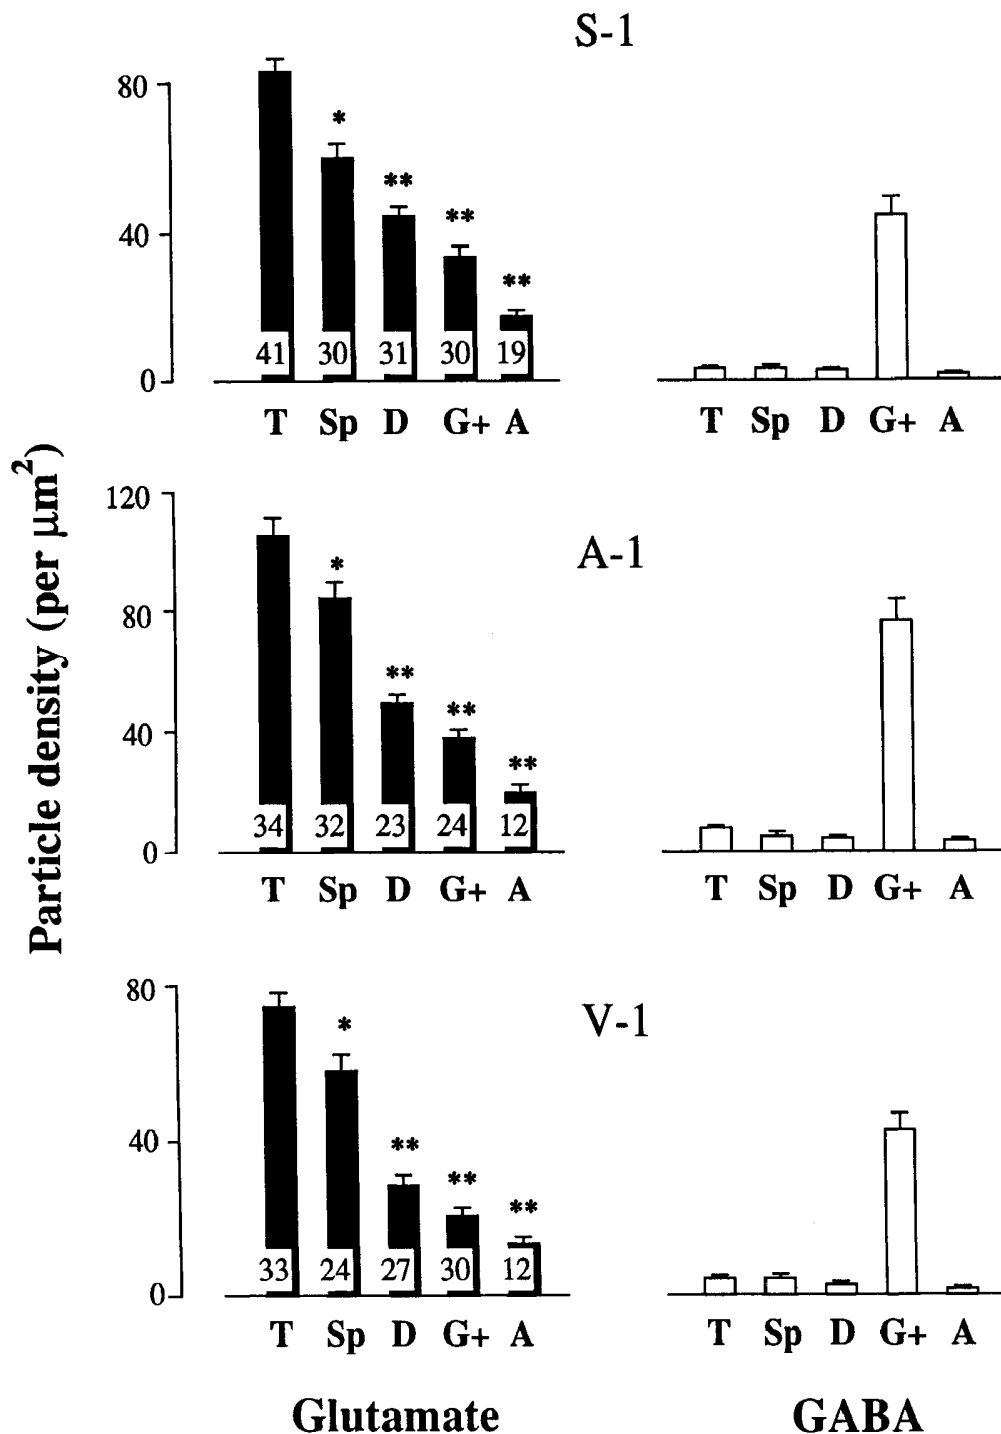 S-1
80
40
0
* ** ** **
41 30 31 30 19
T Sp D G+ A
T Sp D G+ A
Particle density (per μm²)
A-1
120
80
40
0
* ** ** **
34 32 23 24 12
T Sp D G+ A
T Sp D G+ A
V-1
80
40
0
* ** ** **
33 24 27 30 12
T Sp D G+ A
T Sp D G+ A
Glutamate
GABA